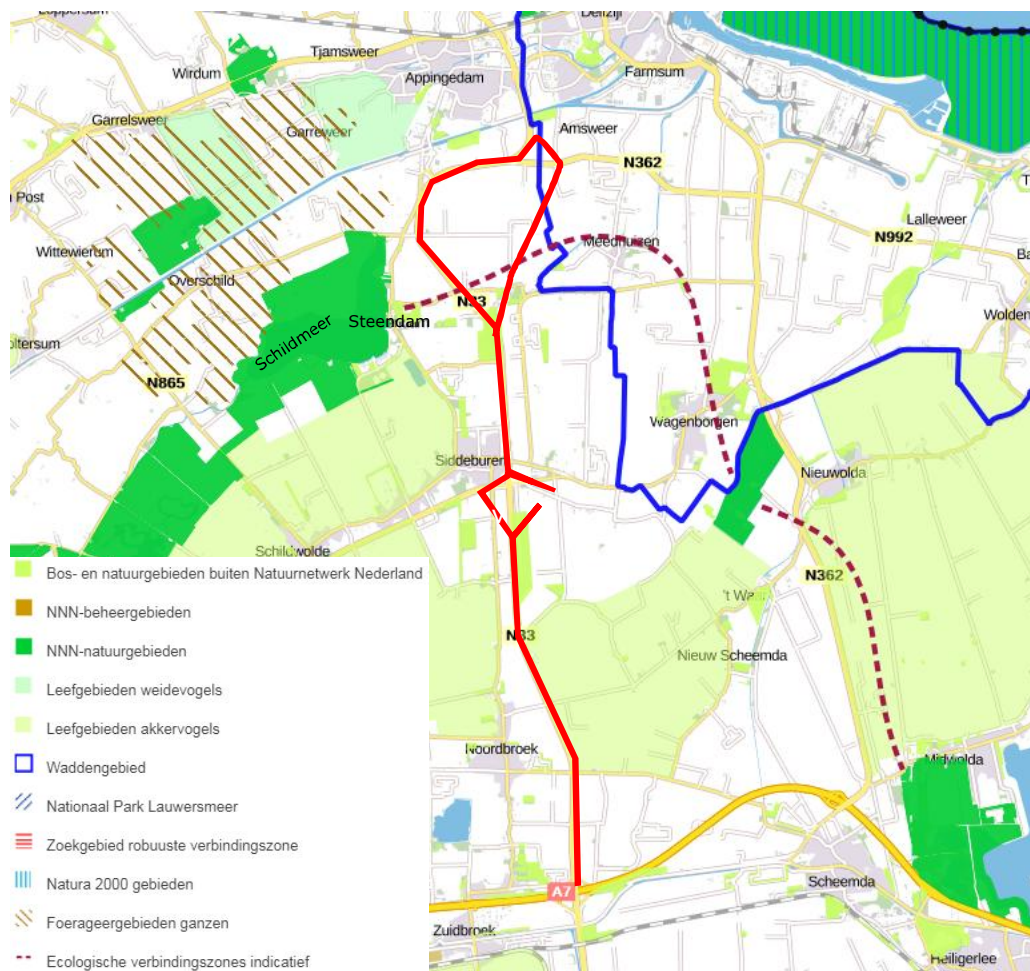 Loppersum
Delfzijl
Tjamsweer
Wirdum
Appingedam
Farmsum
Garrelsweer
Garreweer
Amsweer
N362
Post
Lalleweer
Wittewierum
Meedhuizen
N992
Overschild
N33
Steendam
Schildmeer
N865
Wagenborgen
Siddeburen
Nieuwolda
Schildwolde
N362
't Waar
N33
Nieuw Scheemda
Noordbroek
Midwolda
A7
Scheemda
Zuidbroek
Heiligerlee
Bos- en natuurgebieden buiten Natuurnetwerk Nederland
NNN-beheergebieden
NNN-natuurgebieden
Leefgebieden weidevogels
Leefgebieden akkervogels
Waddengebied
Nationaal Park Lauwersmeer
Zoekgebied robuuste verbindingszone
Natura 2000 gebieden
Foerageergebieden ganzen
Ecologische verbindingszones indicatief